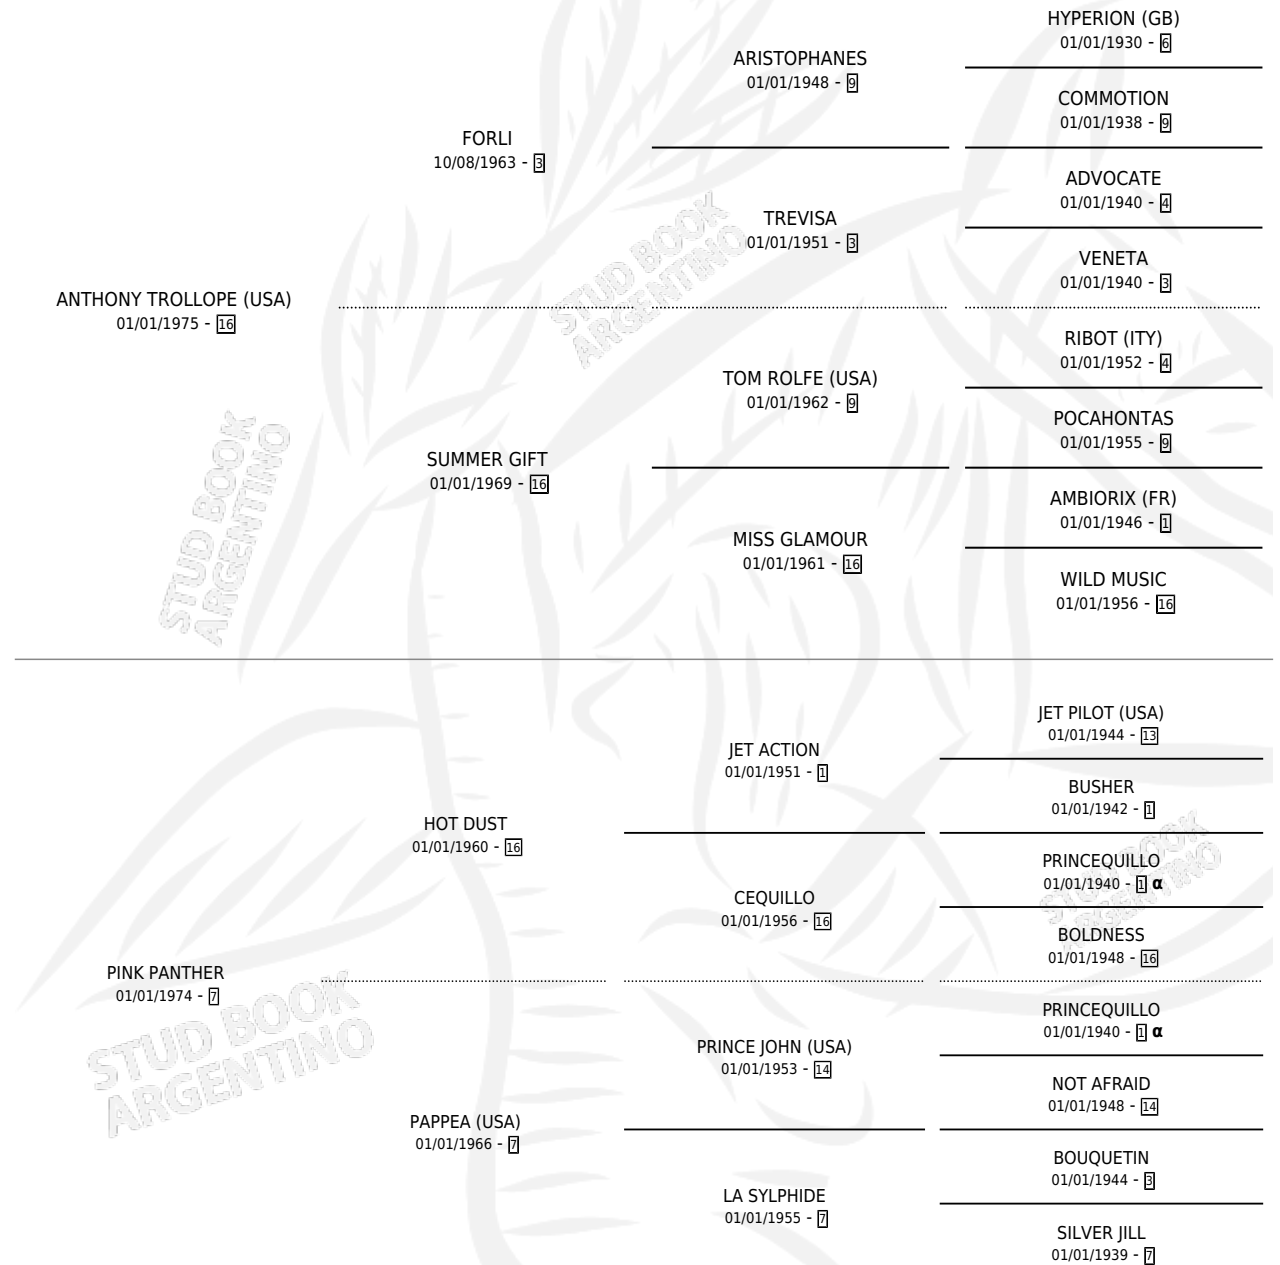 HYPERION (GB)
01/01/1930 - 6
ARISTOPHANES
01/01/1948 - 9
COMMOTION
01/01/1938 - 9
FORLI
10/08/1963 - 3
ADVOCATE
01/01/1940 - 4
TREVISA
01/01/1951 - 3
VENETA
01/01/1940 - 3
ANTHONY TROLLOPE (USA)
01/01/1975 - 16
RIBOT (ITY)
01/01/1952 - 4
TOM ROLFE (USA)
01/01/1962 - 9
POCAHONTAS
01/01/1955 - 9
SUMMER GIFT
01/01/1969 - 16
AMBIORIX (FR)
01/01/1946 - 1
MISS GLAMOUR
01/01/1961 - 16
WILD MUSIC
01/01/1956 - 16
JET PILOT (USA)
01/01/1944 - 13
JET ACTION
01/01/1951 - 1
BUSHER
01/01/1942 - 1
HOT DUST
01/01/1960 - 16
PRINCEQUILLO
01/01/1940 - 1 α
CEQUILLO
01/01/1956 - 16
BOLDNESS
01/01/1948 - 16
PINK PANTHER
01/01/1974 - 7
PRINCEQUILLO
01/01/1940 - 1 α
PRINCE JOHN (USA)
01/01/1953 - 14
NOT AFRAID
01/01/1948 - 14
PAPPEA (USA)
01/01/1966 - 7
BOUQUETIN
01/01/1944 - 3
LA SYLPHIDE
01/01/1955 - 7
SILVER JILL
01/01/1939 - 7
STUD BOOK
ARGENTINO
STUD BOOK
ARGENTINO
STUD BOOK
ARGENTINO
STUD BOOK
ARGENTINO